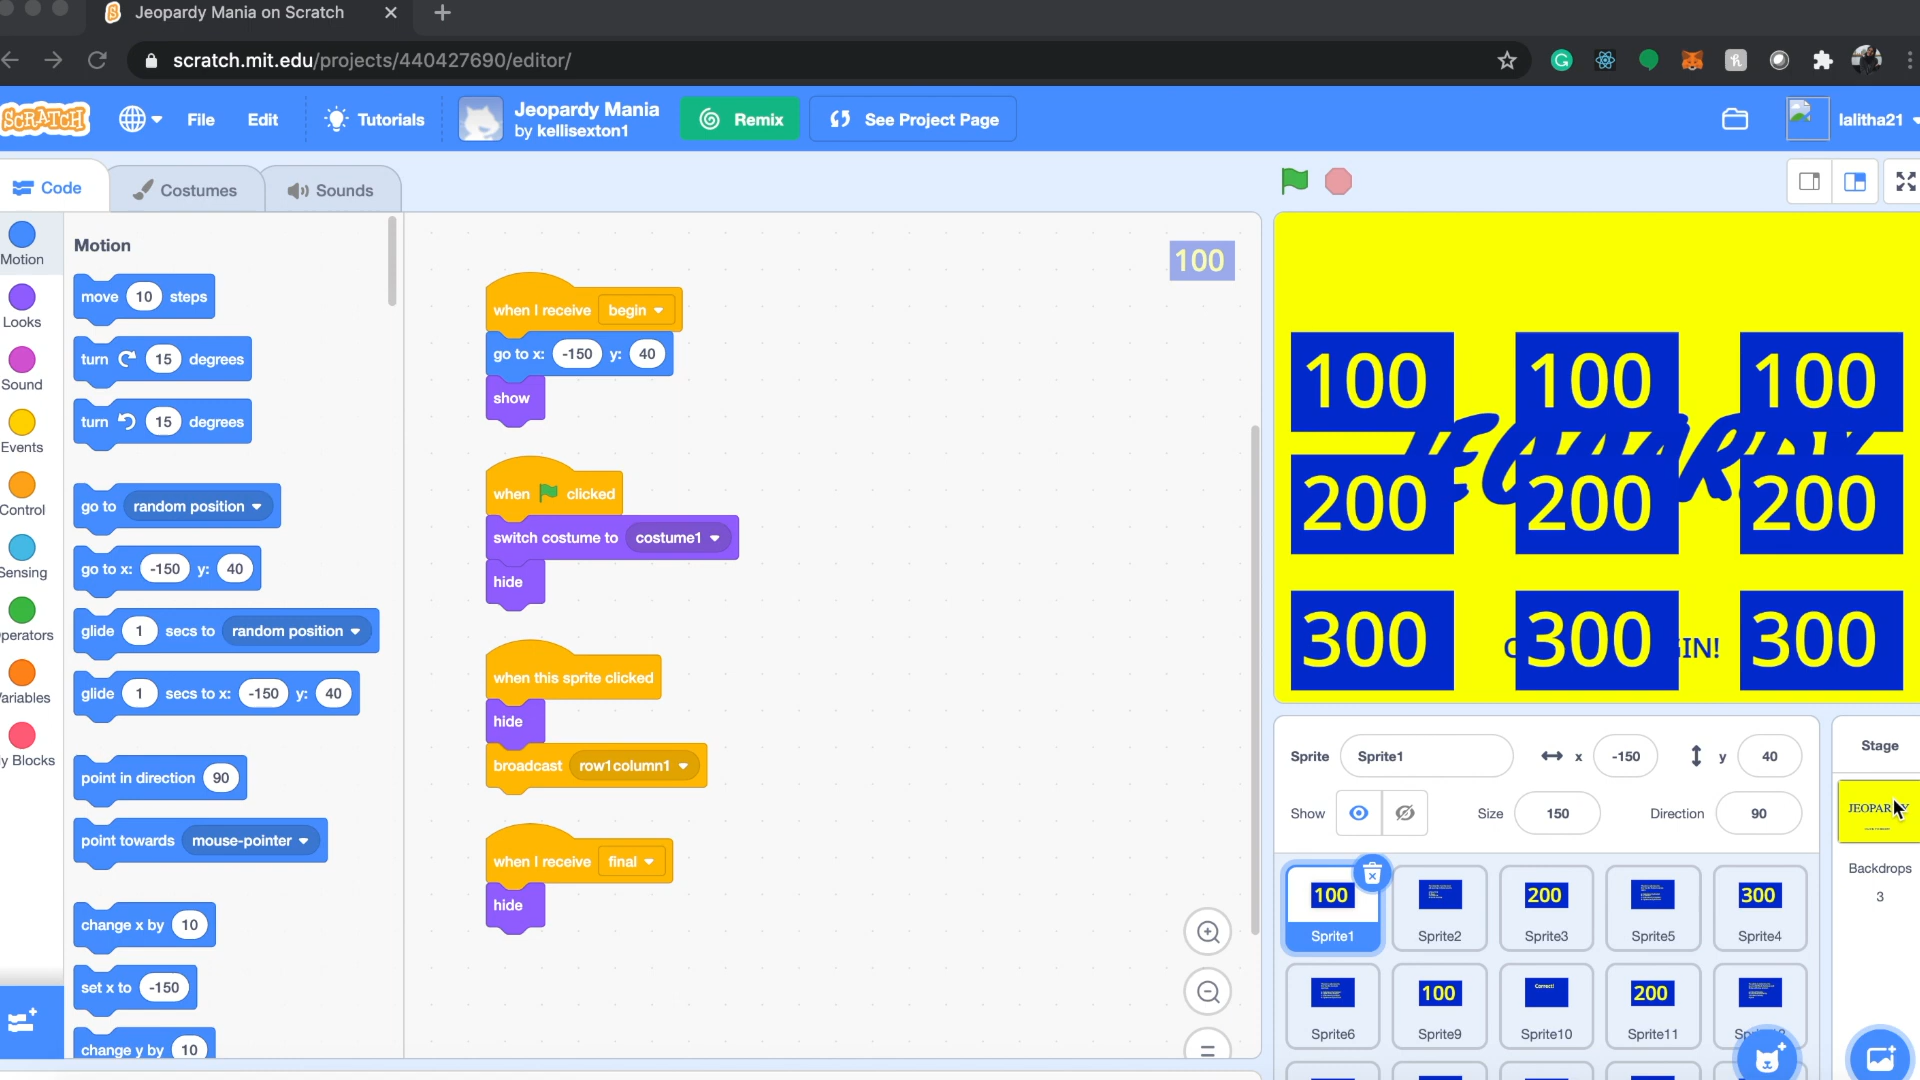 Jeopardy Mania on Scratch
scratch.mit.edu/projects/440427690/editor/
SCRATCH File Edit Tutorials Jeopardy Mania Remix See Project Page lalitha21
by kellisexton1
Code Costumes Sounds
Motion
Looks
Sound
Events
Control
Sensing
perators
ariables
y Blocks
Motion
move 10 steps
turn 15 degrees
turn 15 degrees
go to random position
go to x: -150 y: 40
glide 1 secs to random position
glide 1 secs to x: -150 y: 40
point in direction 90
point towards mouse-pointer
change x by 10
set x to -150
change y by 10
100
when I receive begin
go to x: -150 y: 40
show
when clicked
switch costume to costume1
hide
when this sprite clicked
hide
broadcast row1column1
when I receive final
hide
100 100 100
JEOPARDY
200 200 200
300 300 300
IN!
Sprite Sprite1 x -150 y 40
Show Size 150 Direction 90
100 200 300
Sprite1 Sprite2 Sprite3 Sprite5 Sprite4
100 Correct! 200
Sprite6 Sprite9 Sprite10 Sprite11
Stage
JEOPARDY
Backdrops
3